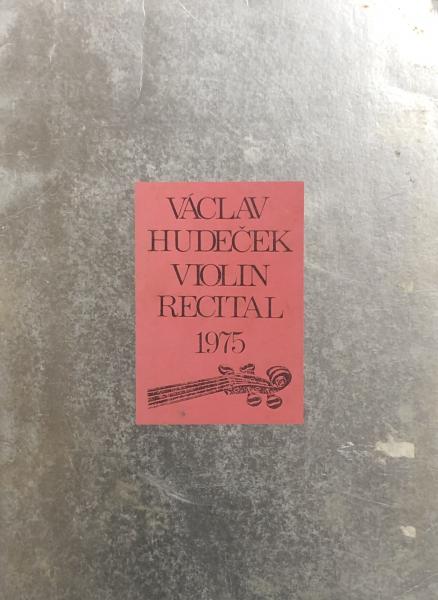 VÁCLAV
HUDEČEK
VIOLIN
RECITAL
1975